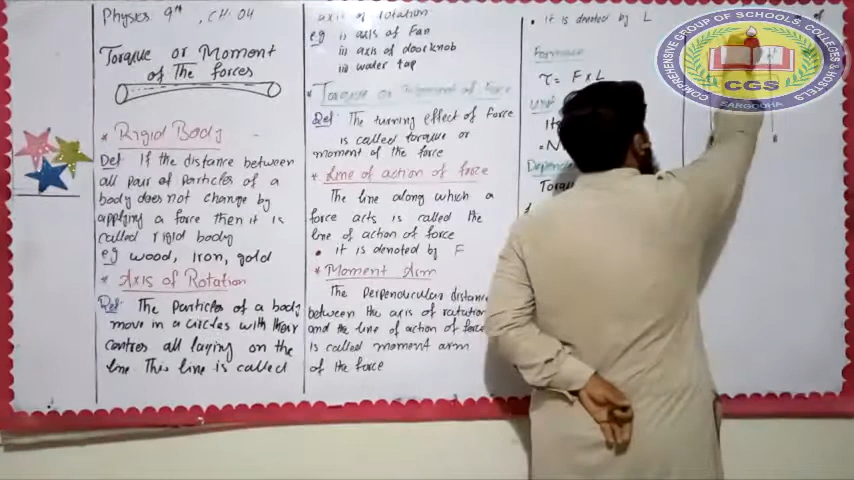 Physics 9th , CH. 04
Torque or Moment
of The forces
* Rigid Body
Def If the distance between
all pair of particles of a
body does not change by
applying a force then it is
called rigid body
eg wood, iron, gold
* Axis of Rotation
Def: The particles of a body
move in a circles with their
centres all laying on the
line This line is called
axis of rotation
eg i, axis of Fan
ii, axis of doorknob
iii, water tap
* Torque or Moment of Force
Def: The turning effect of force
is called torque or
moment of the force
* Line of action of force
The line along which a
force acts is called the
line of action of force
• it is denoted by F
* Moment Arm
The perpendicular distance
between the axis of rotation
and the line of action of force
is called moment arm
of the force
• it is denoted by L
Formula
τ = F x L
of
COMPREHENSIVE GROUP OF SCHOOLS, COLLEGES & HOSTELS
CGS
SARGODHA